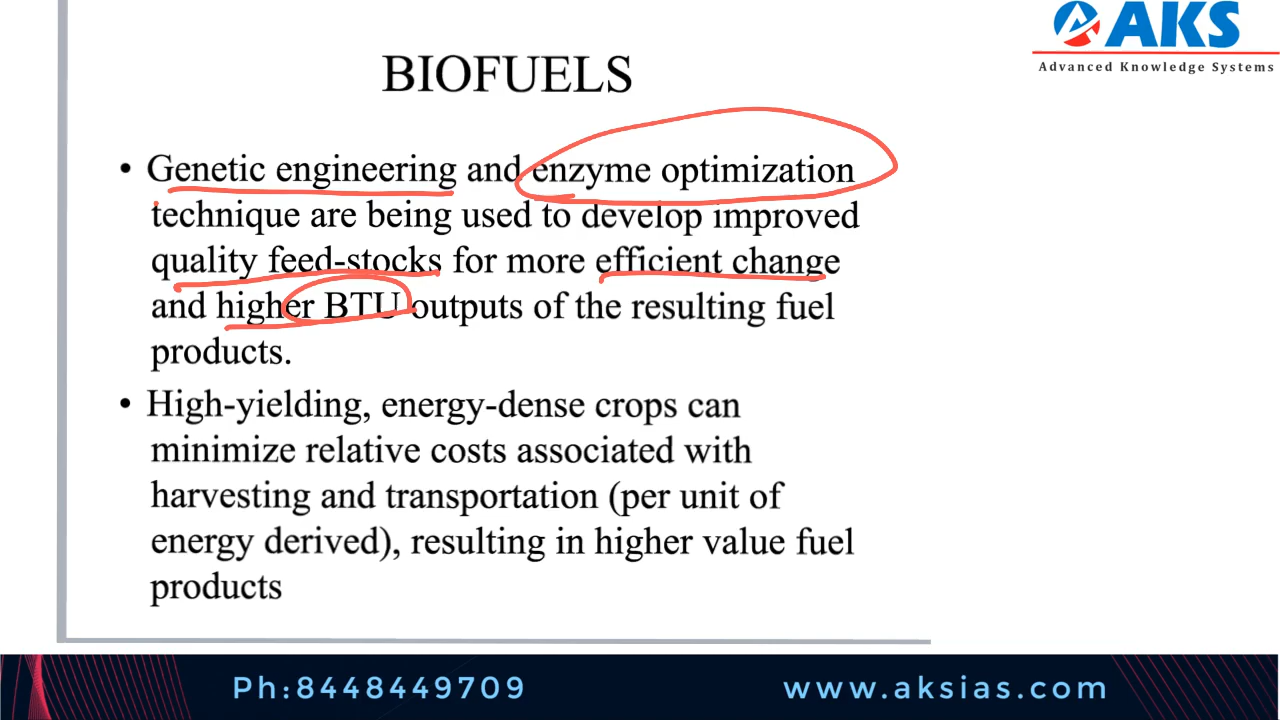 AKS
Advanced Knowledge Systems
BIOFUELS
• Genetic engineering and enzyme optimization
technique are being used to develop improved
quality feed-stocks for more efficient change
and higher BTU outputs of the resulting fuel
products.
• High-yielding, energy-dense crops can
minimize relative costs associated with
harvesting and transportation (per unit of
energy derived), resulting in higher value fuel
products
Ph:8448449709
www.aksias.com